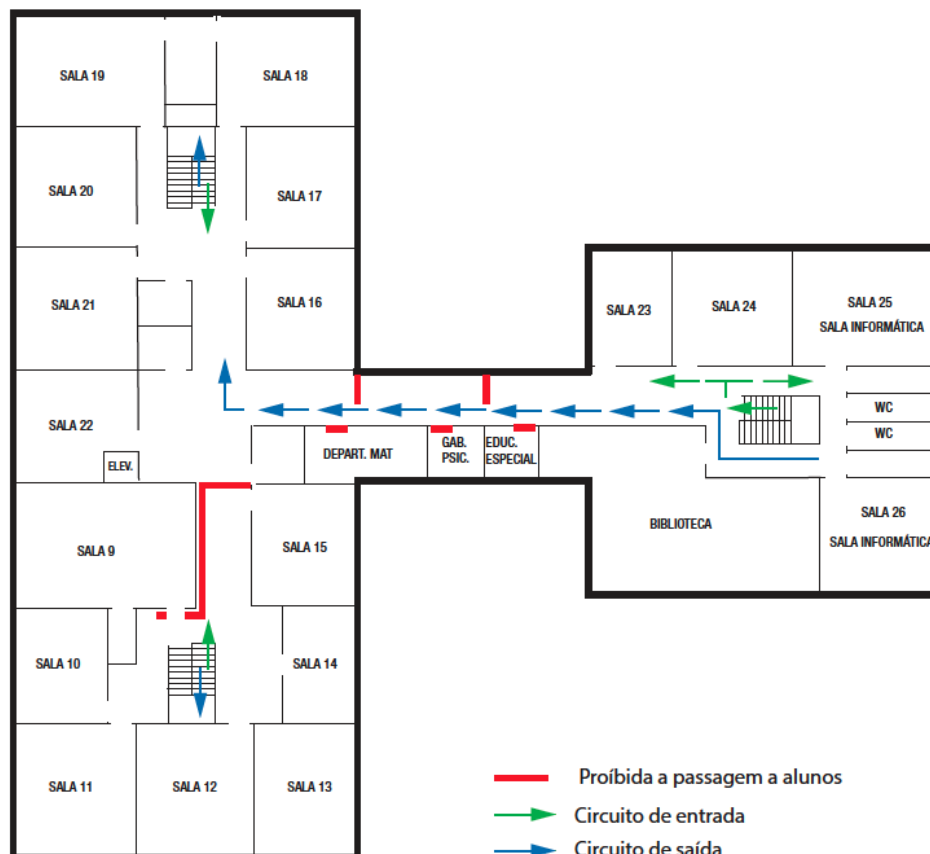 SALA 19
SALA 18
SALA 20
SALA 17
SALA 21
SALA 16
SALA 23
SALA 24
SALA 25
SALA INFORMÁTICA
SALA 22
WC
WC
ELEV.
DEPART. MAT
GAB.
PSIC.
EDUC.
ESPECIAL
SALA 9
SALA 15
BIBLIOTECA
SALA 26
SALA INFORMÁTICA
SALA 10
SALA 14
SALA 11
SALA 12
SALA 13
Proíbida a passagem a alunos
Circuito de entrada
Circuito de saída